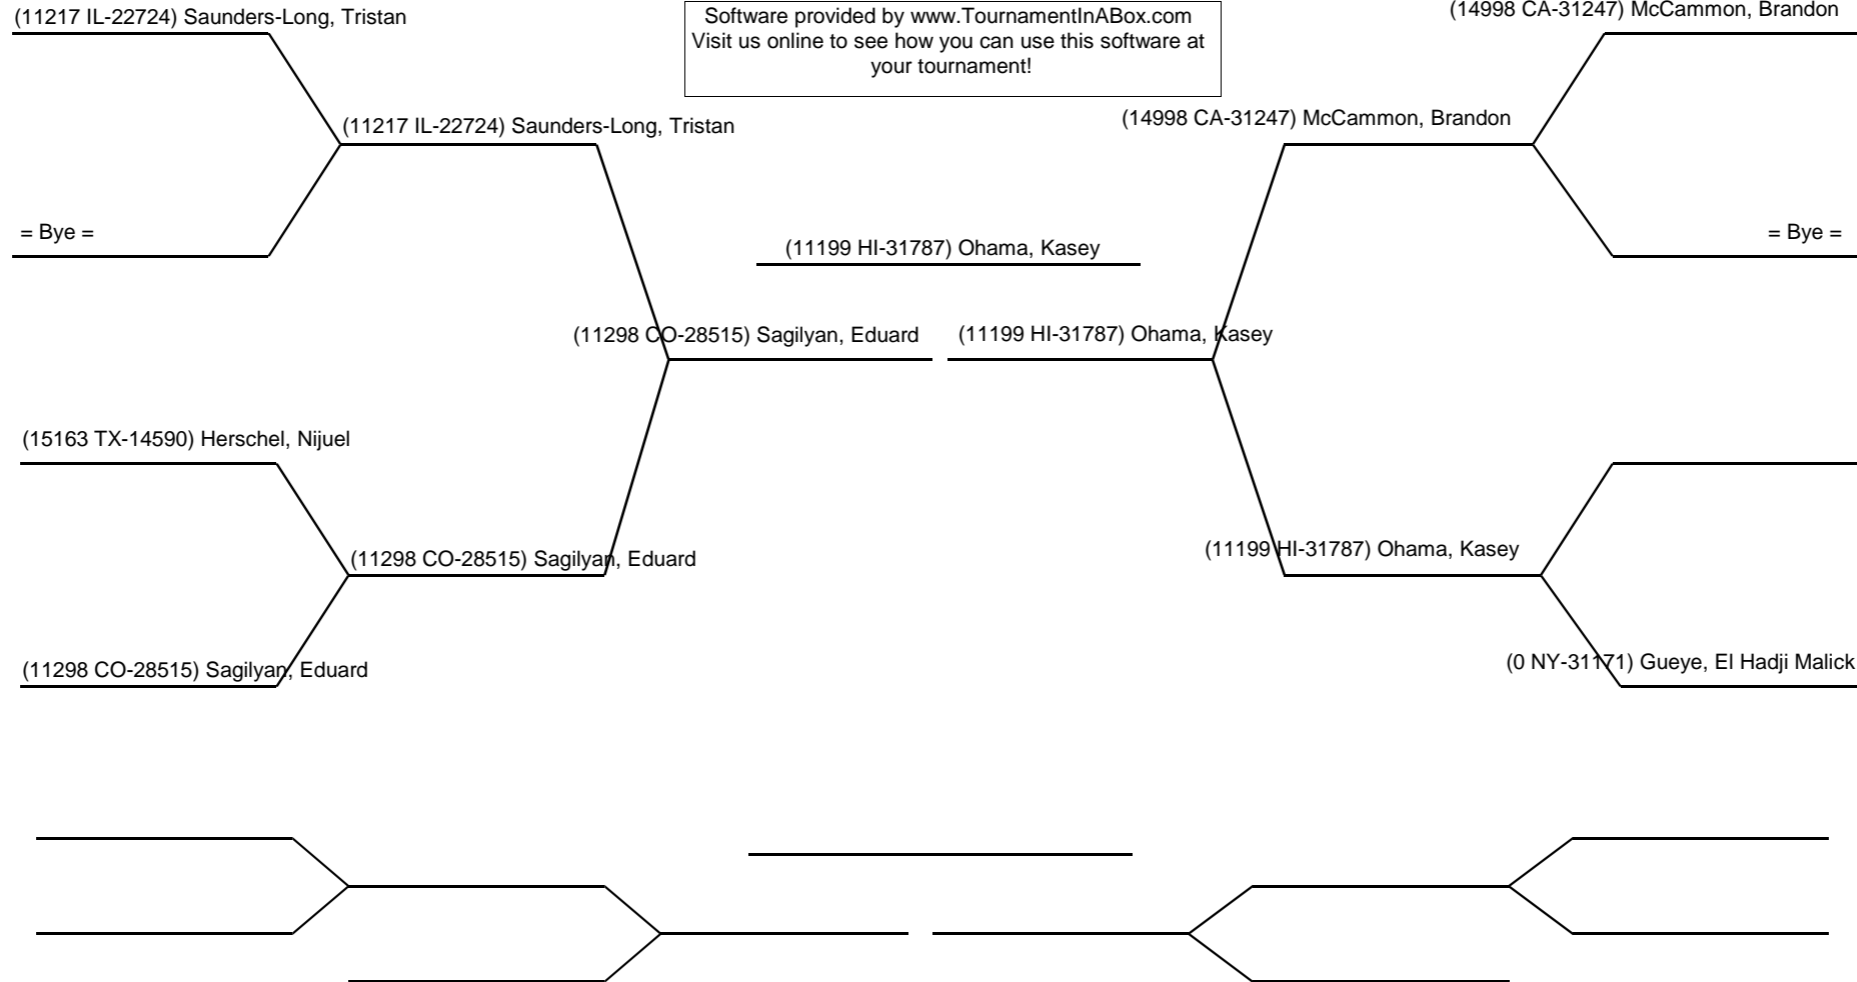 (11217 IL-22724) Saunders-Long, Tristan
Software provided by www.TournamentInABox.com
Visit us online to see how you can use this software at
your tournament!
(14998 CA-31247) McCammon, Brandon
(11217 IL-22724) Saunders-Long, Tristan
(14998 CA-31247) McCammon, Brandon
= Bye =
(11199 HI-31787) Ohama, Kasey
= Bye =
(11298 CO-28515) Sagilyan, Eduard
(11199 HI-31787) Ohama, Kasey
(15163 TX-14590) Herschel, Nijuel
(11298 CO-28515) Sagilyan, Eduard
(11199 HI-31787) Ohama, Kasey
(11298 CO-28515) Sagilyan, Eduard
(0 NY-31171) Gueye, El Hadji Malick